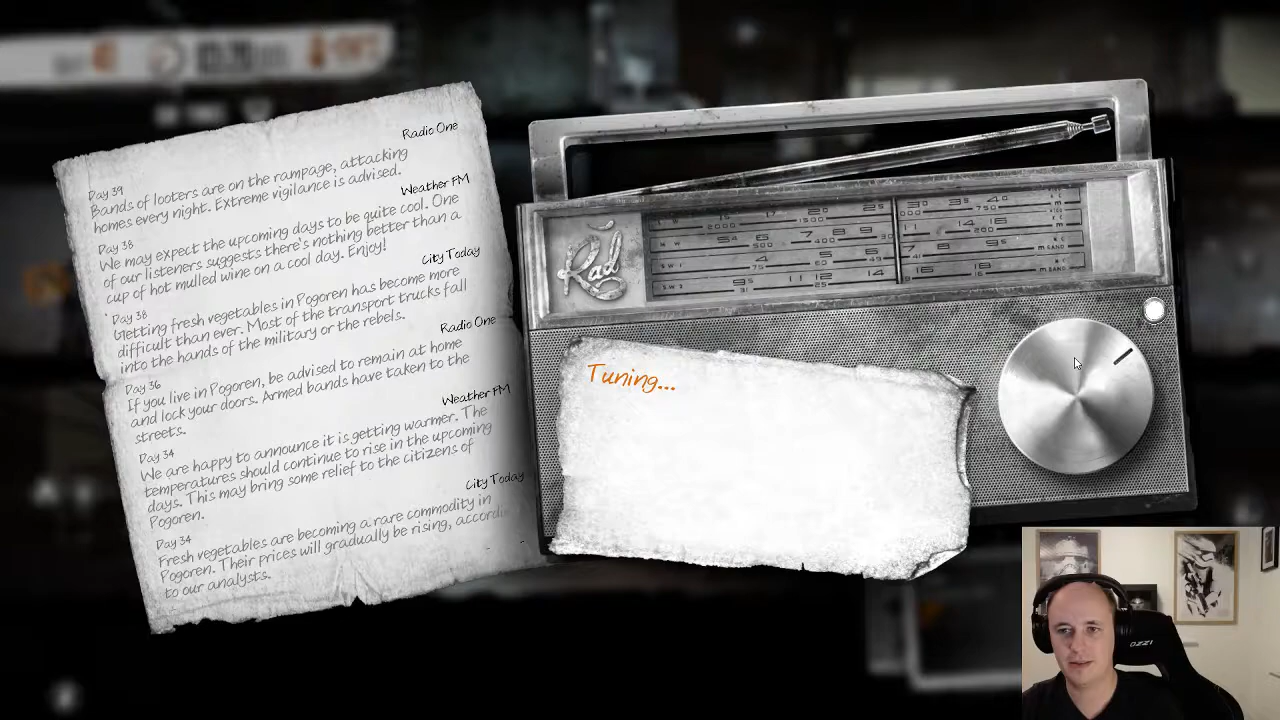 Radio One
Day 39
Bands of looters are on the rampage, attacking
homes every night. Extreme vigilance is advised.
Weather FM
Day 38
We may expect the upcoming days to be quite cool. One
of our listeners suggests there's nothing better than a
cup of hot mulled wine on a cool day. Enjoy!
City Today
Day 38
Getting fresh vegetables in Pogoren has become more
difficult than ever. Most of the transport trucks fall
into the hands of the military or the rebels.
Radio One
Day 36
If you live in Pogoren, be advised to remain at home
and lock your doors. Armed bands have taken to the
streets.
Weather FM
Day 34
We are happy to announce it is getting warmer. The
temperatures should continue to rise in the upcoming
days. This may bring some relief to the citizens of
Pogoren.
City Today
Day 34
Fresh vegetables are becoming a rare commodity in
Pogoren. Their prices will gradually be rising, accordi
to our analysts.
Rad
Tuning...
OZZI